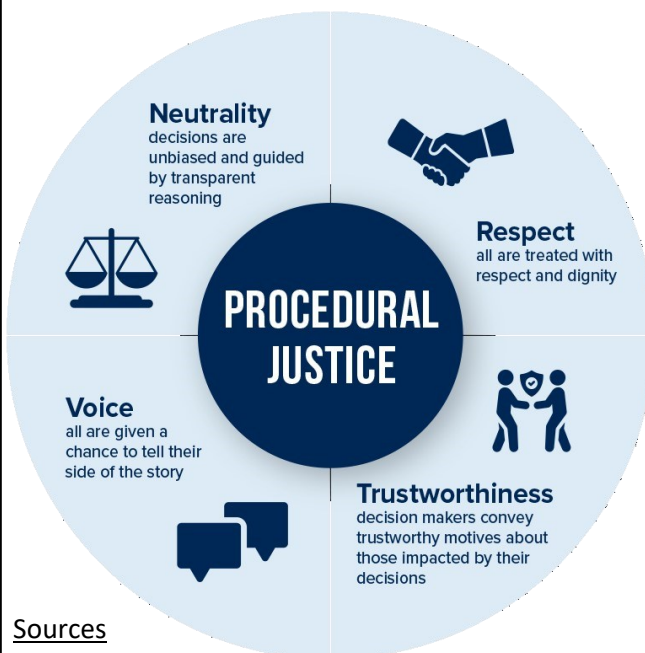 Neutrality
decisions are
unbiased and guided
by transparent
reasoning
Respect
all are treated with
respect and dignity
PROCEDURAL
JUSTICE
Voice
all are given a
chance to tell their
side of the story
Trustworthiness
decision makers convey
trustworthy motives about
those impacted by their
decisions
Sources